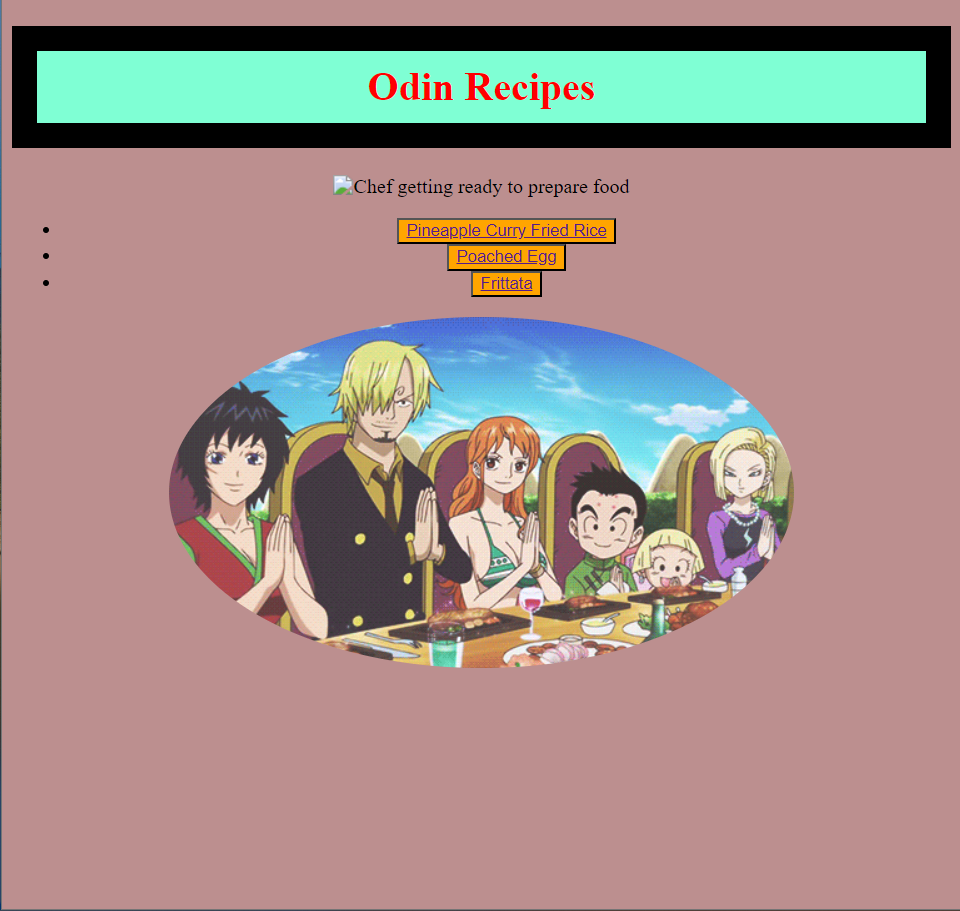 Odin Recipes
Chef getting ready to prepare food
Pineapple Curry Fried Rice
Poached Egg
Frittata